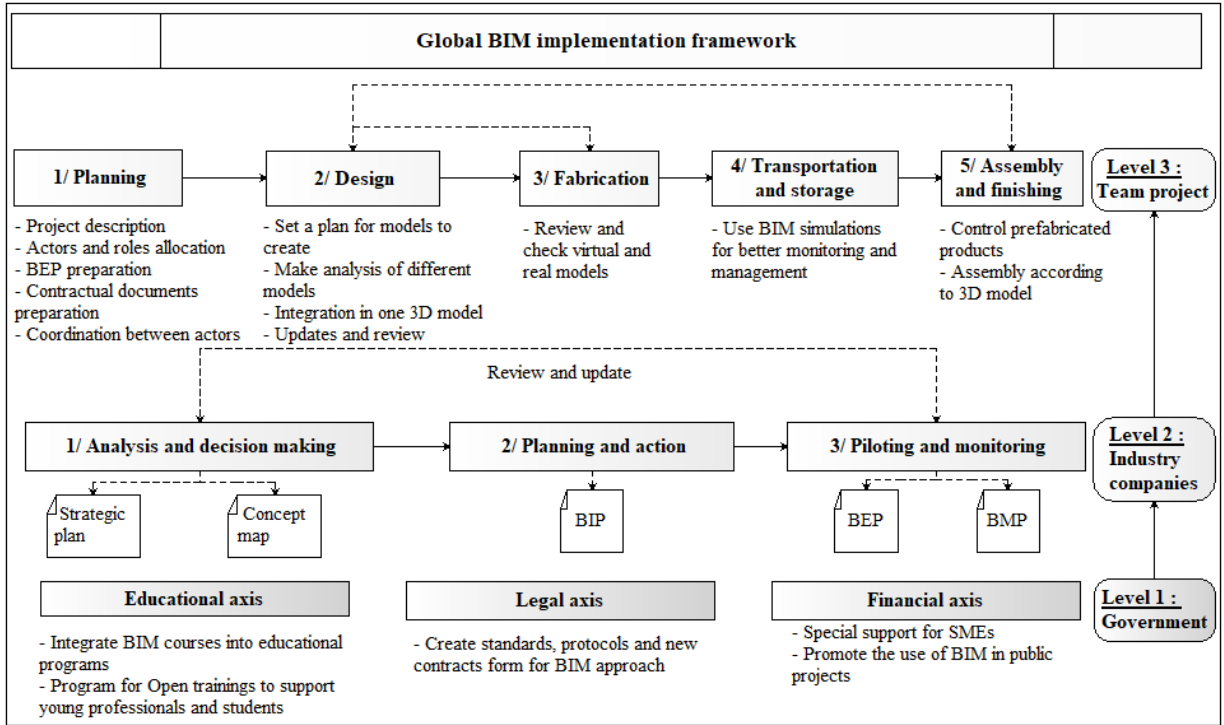 Global BIM implementation framework
1/ Planning
2/ Design
3/ Fabrication
4/ Transportation
and storage
5/ Assembly
and finishing
Level 3 :
Team project
- Project description
- Actors and roles allocation
- BEP preparation
- Contractual documents
preparation
- Coordination between actors
- Set a plan for models to
create
- Make analysis of different
models
- Integration in one 3D model
- Updates and review
- Review and
check virtual and
real models
- Use BIM simulations
for better monitoring and
management
- Control prefabricated
products
- Assembly according
to 3D model
Review and update
1/ Analysis and decision making
2/ Planning and action
3/ Piloting and monitoring
Level 2 :
Industry
companies
Strategic
plan
Concept
map
BIP
BEP
BMP
Educational axis
Legal axis
Financial axis
Level 1 :
Government
- Integrate BIM courses into educational
programs
- Program for Open trainings to support
young professionals and students
- Create standards, protocols and new
contracts form for BIM approach
- Special support for SMEs
- Promote the use of BIM in public
projects